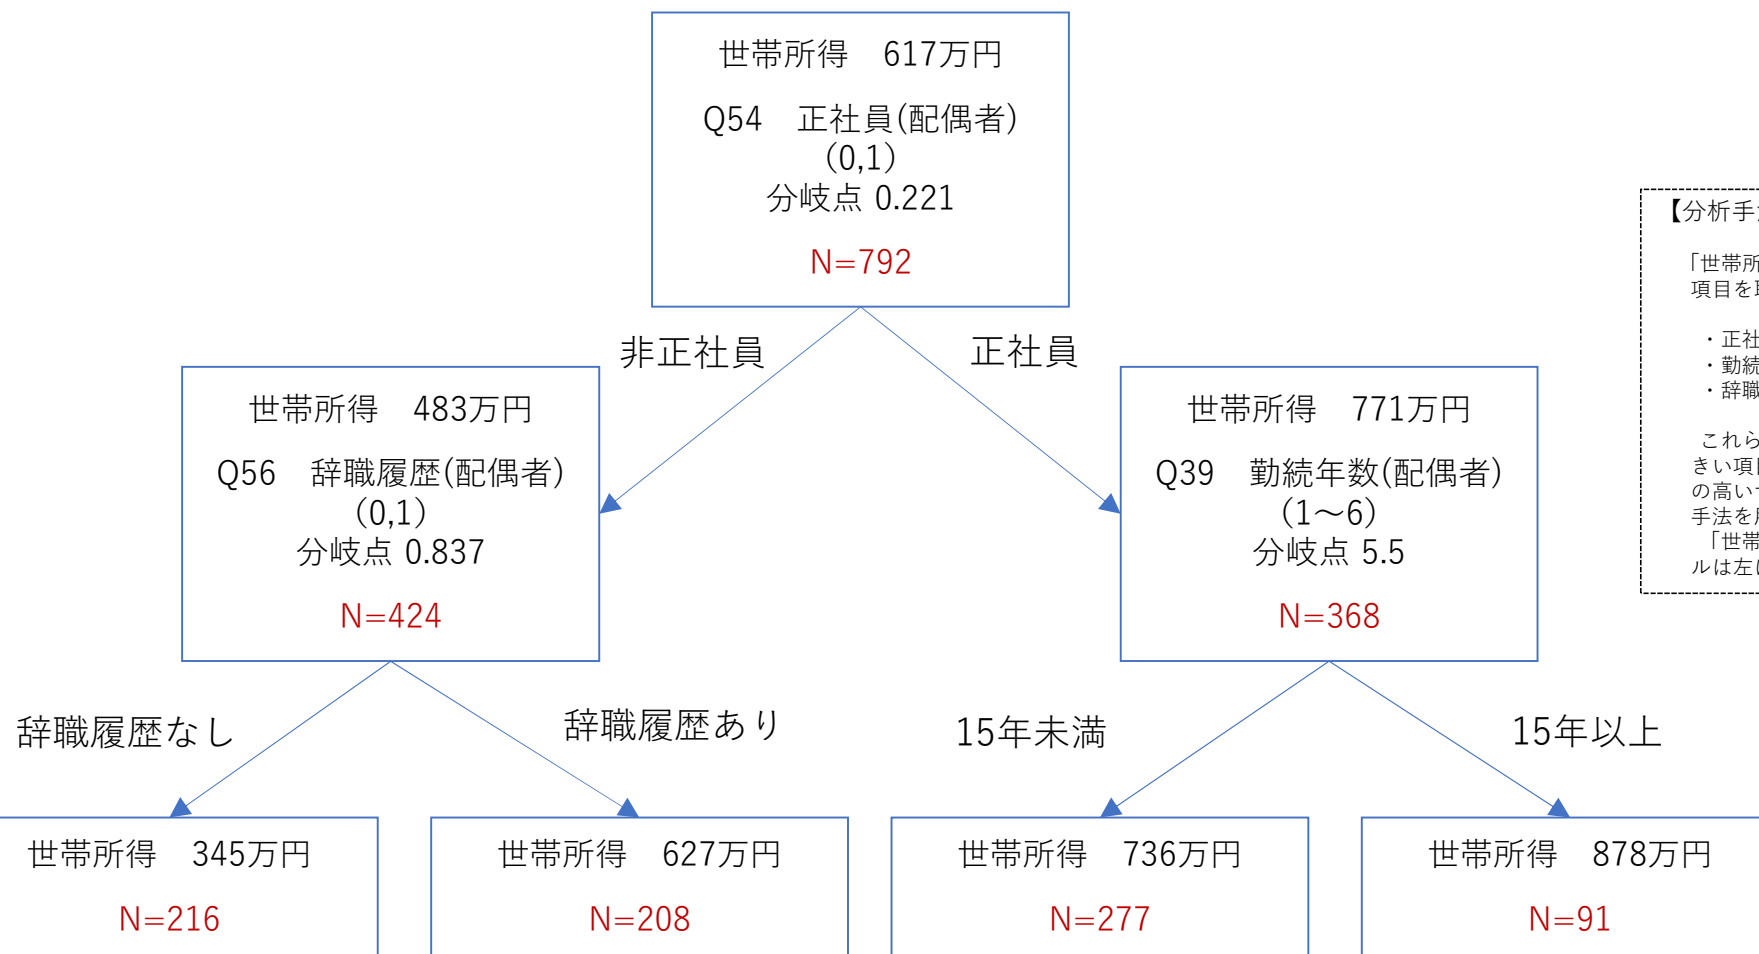 世帯所得　617万円
Q54　正社員(配偶者)
(0,1)
分岐点 0.221
N=792
非正社員
正社員
世帯所得　483万円
Q56　辞職履歴(配偶者)
(0,1)
分岐点 0.837
N=424
世帯所得　771万円
Q39　勤続年数(配偶者)
(1～6)
分岐点 5.5
N=368
辞職履歴なし
辞職履歴あり
15年未満
15年以上
世帯所得　345万円
N=216
世帯所得　627万円
N=208
世帯所得　736万円
N=277
世帯所得　878万円
N=91
【分析手
「世帯所
項目を
・正社
・勤続
・辞職
これら
きい項
の高い
手法を
「世帯
ルは左